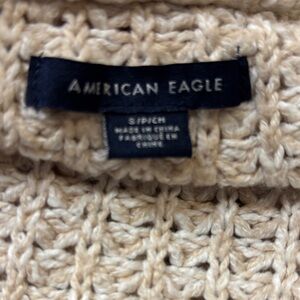 AMERICAN EAGLE
S/P/CH
MADE IN CHINA
FABRIQUÉ EN
CHINE